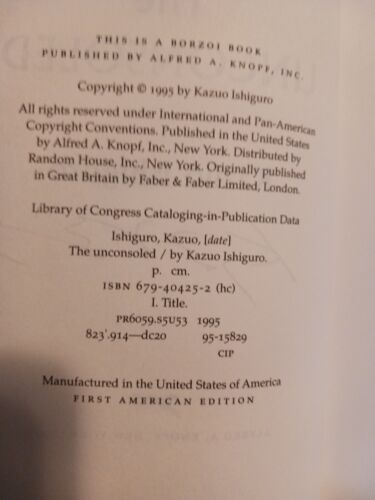 THIS IS A BORZOI BOOK
PUBLISHED BY ALFRED A. KNOPF, INC.
Copyright © 1995 by Kazuo Ishiguro
All rights reserved under International and Pan-American
Copyright Conventions. Published in the United States
by Alfred A. Knopf, Inc., New York. Distributed by
Random House, Inc., New York. Originally published
in Great Britain by Faber & Faber Limited, London.
Library of Congress Cataloging-in-Publication Data
Ishiguro, Kazuo, [date]
The unconsoled / by Kazuo Ishiguro.
p. cm.
ISBN 679-40425-2 (hc)
I. Title.
PR6059.S5U53 1995
823'.914—dc20 95-15829
CIP
Manufactured in the United States of America
FIRST AMERICAN EDITION